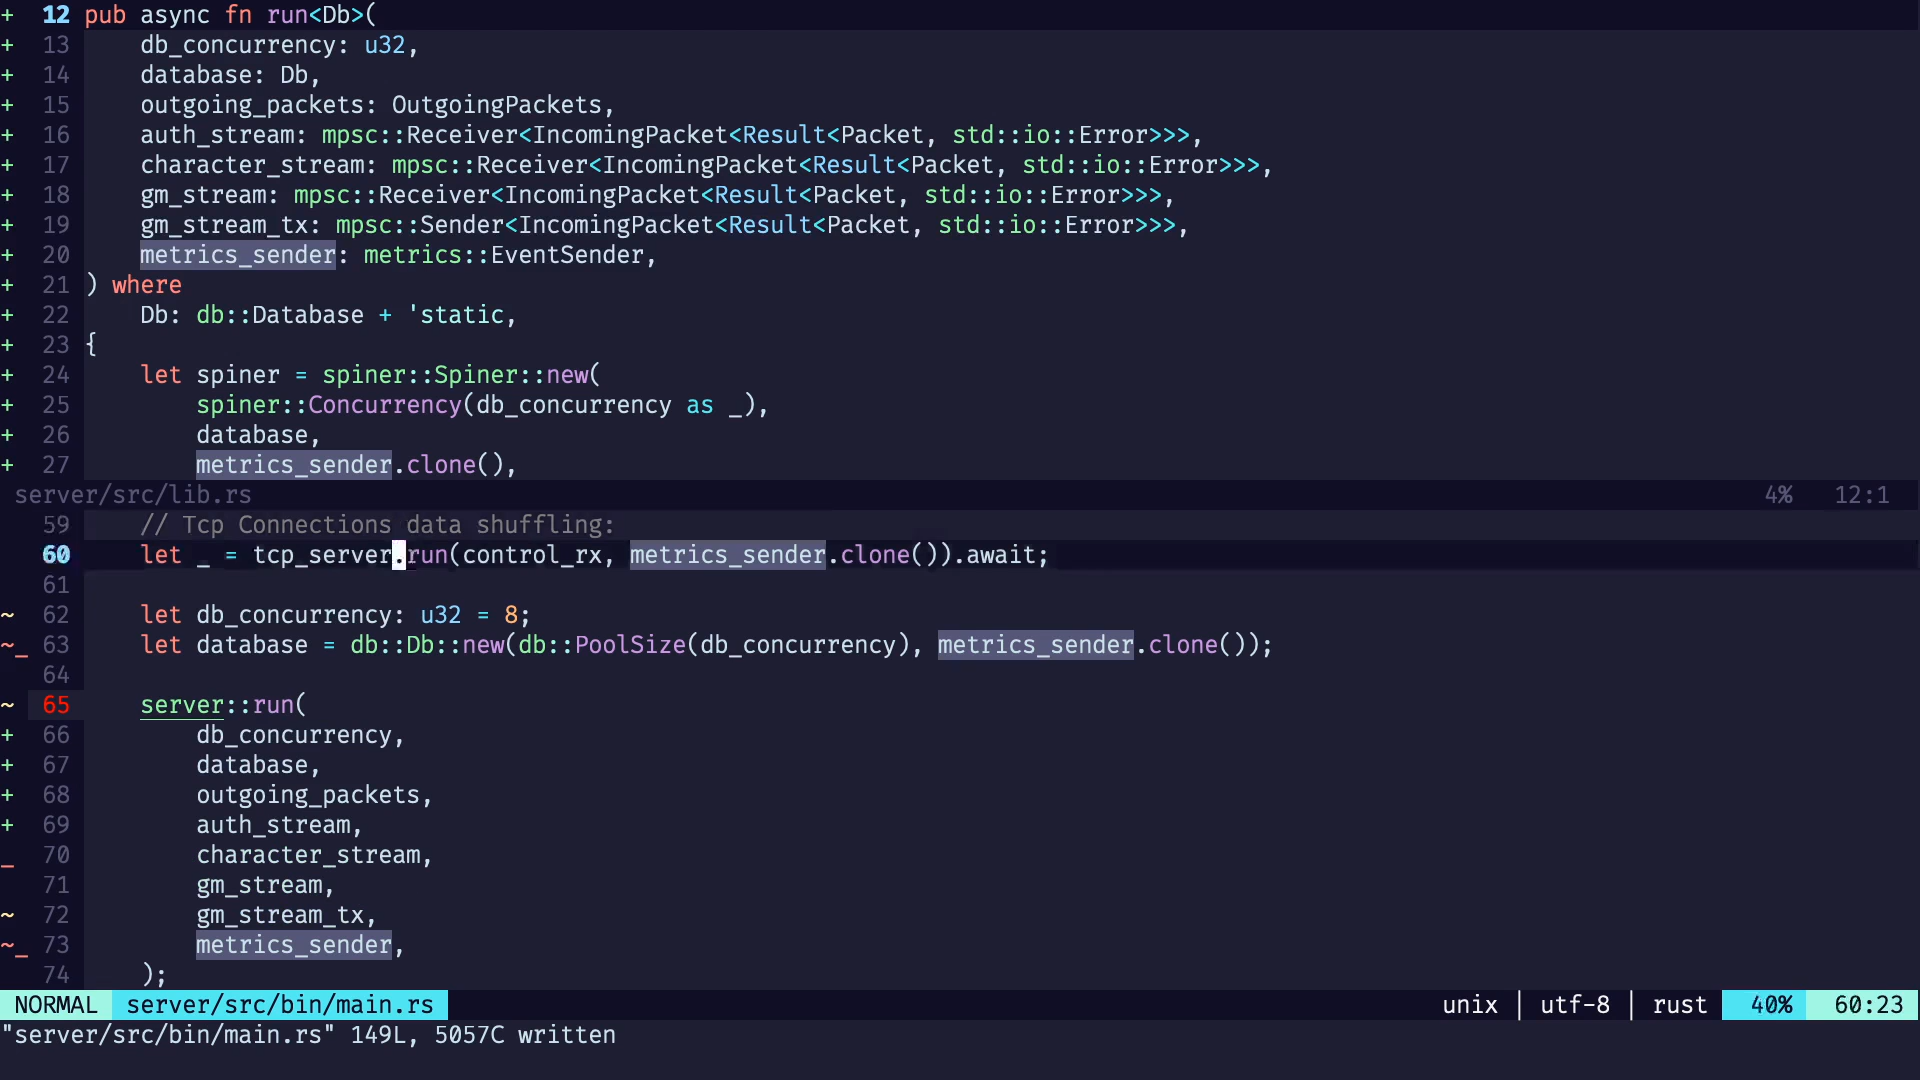 + 12 pub async fn run<Db>(
+ 13     db_concurrency: u32,
+ 14     database: Db,
+ 15     outgoing_packets: OutgoingPackets,
+ 16     auth_stream: mpsc::Receiver<IncomingPacket<Result<Packet, std::io::Error>>>,
+ 17     character_stream: mpsc::Receiver<IncomingPacket<Result<Packet, std::io::Error>>>,
+ 18     gm_stream: mpsc::Receiver<IncomingPacket<Result<Packet, std::io::Error>>>,
+ 19     gm_stream_tx: mpsc::Sender<IncomingPacket<Result<Packet, std::io::Error>>>,
+ 20     metrics_sender: metrics::EventSender,
+ 21 ) where
+ 22     Db: db::Database + 'static,
+ 23 {
+ 24     let spiner = spiner::Spiner::new(
+ 25         spiner::Concurrency(db_concurrency as _),
+ 26         database,
+ 27         metrics_sender.clone(),
server/src/lib.rs 4% 12:1
59     // Tcp Connections data shuffling:
60     let _ = tcp_server.run(control_rx, metrics_sender.clone()).await;
61
~ 62     let db_concurrency: u32 = 8;
~_ 63     let database = db::Db::new(db::PoolSize(db_concurrency), metrics_sender.clone());
64
~ 65     server::run(
+ 66         db_concurrency,
+ 67         database,
+ 68         outgoing_packets,
+ 69         auth_stream,
_ 70         character_stream,
71         gm_stream,
~ 72         gm_stream_tx,
~_ 73         metrics_sender,
74     );
NORMAL server/src/bin/main.rs unix | utf-8 | rust 40% 60:23
"server/src/bin/main.rs" 149L, 5057C written